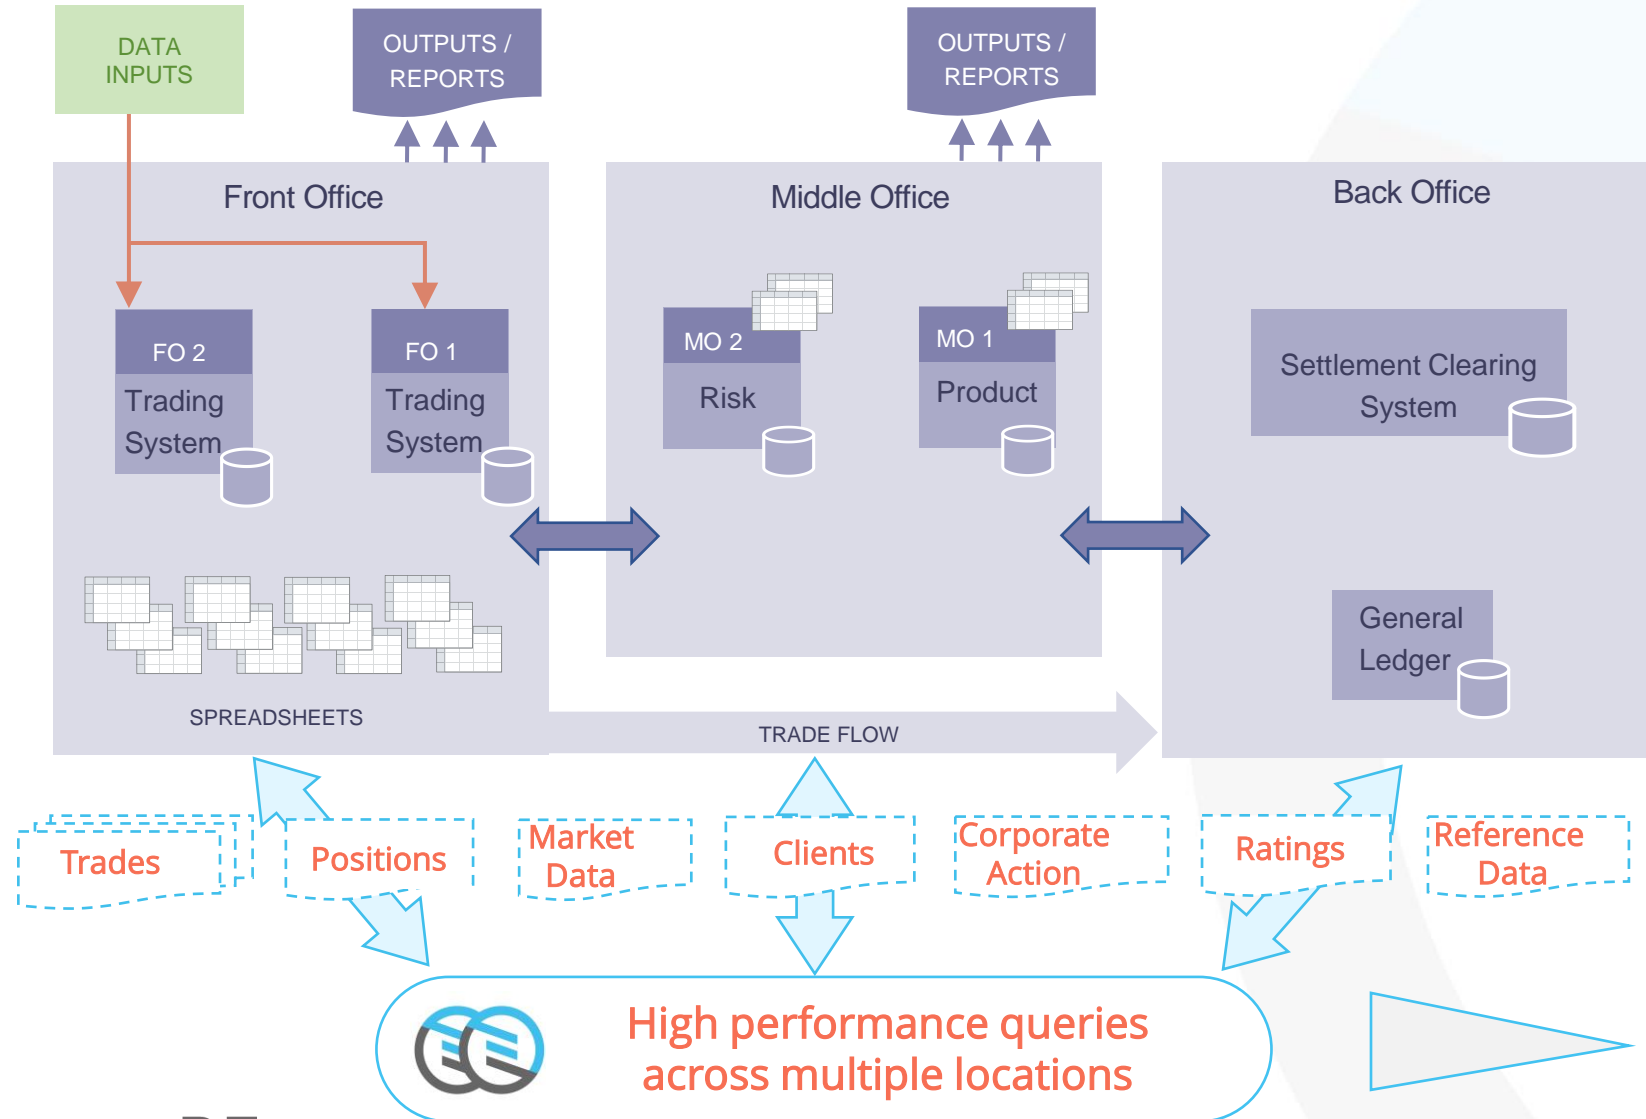 DATA
INPUTS
OUTPUTS /
REPORTS
OUTPUTS /
REPORTS
Front Office
Middle Office
Back Office
FO 2
Trading
System
FO 1
Trading
System
MO 2
Risk
MO 1
Product
Settlement Clearing
System
General
Ledger
SPREADSHEETS
TRADE FLOW
Trades
Positions
Market
Data
Clients
Corporate
Action
Ratings
Reference
Data
High performance queries
across multiple locations